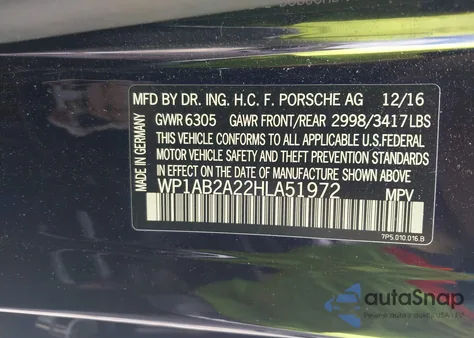 MFD BY DR. ING. H.C. F. PORSCHE AG 12/16
GVWR 6305 GAWR FRONT/REAR 2998/3417LBS
THIS VEHICLE CONFORMS TO ALL APPLICABLE U.S.FEDERAL
MOTOR VEHICLE SAFETY AND THEFT PREVENTION STANDARDS
IN EFFECT ON THE DATE OF MANUFACTURE SHOWN ABOVE
WP1AB2A22HLA51972 MPV
MADE IN GERMANY
7P5.010.016.B
autoSnap